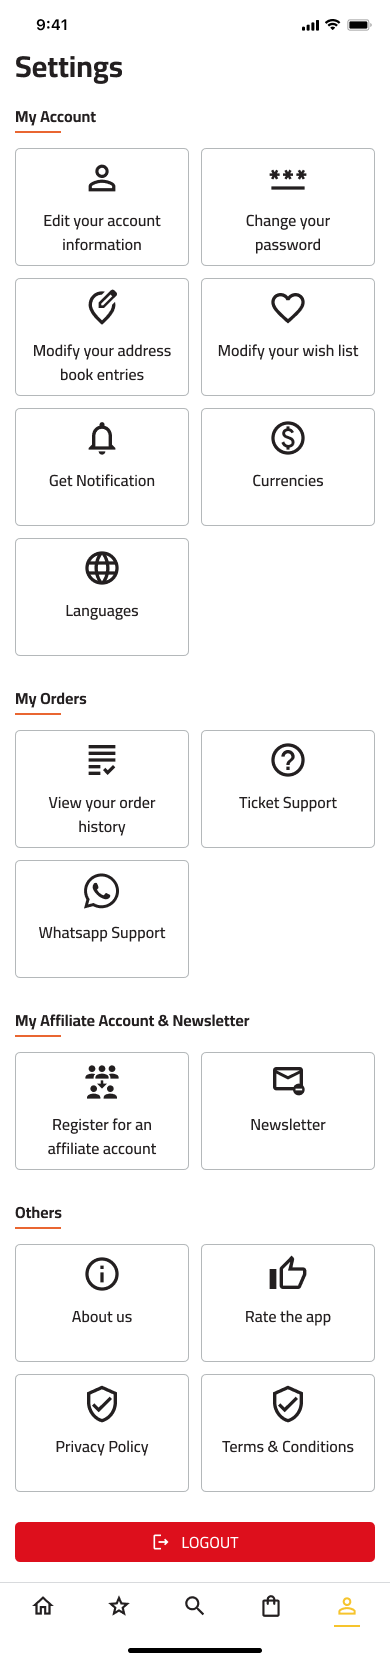 9:41
Settings
My Account
Edit your account
information
Change your
password
Modify your address
book entries
Modify your wish list
Get Notification
Currencies
Languages
My Orders
View your order
history
Ticket Support
Whatsapp Support
My Affiliate Account & Newsletter
Register for an
affiliate account
Newsletter
Others
About us
Rate the app
Privacy Policy
Terms & Conditions
LOGOUT